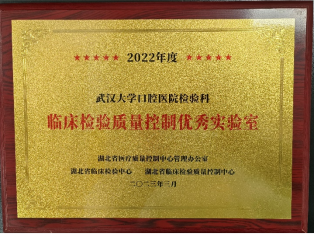 ★★★★★ 2022年度 ★★★★★
武汉大学口腔医院检验科
临床检验质量控制优秀实验室
湖北省医疗质量控制中心管理办公室
湖北省临床检验中心 湖北省临床检验质量控制中心
二〇二三年三月